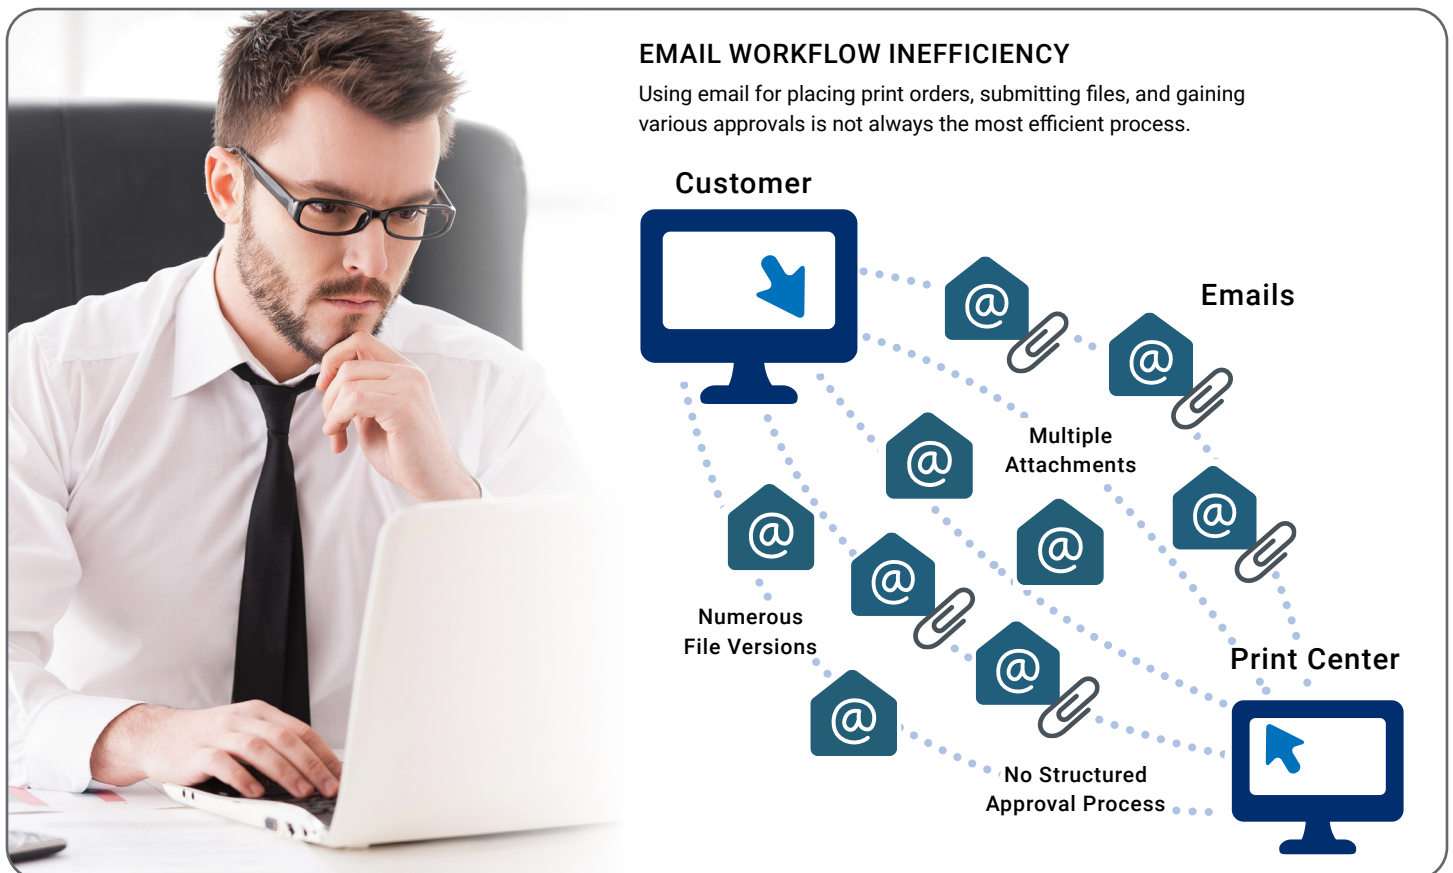 EMAIL WORKFLOW INEFFICIENCY
Using email for placing print orders, submitting files, and gaining
various approvals is not always the most efficient process.
Customer
Emails
@
@
Multiple
Attachments
@
@
@
@
@
Numerous
File Versions
@
Print Center
@
No Structured
Approval Process